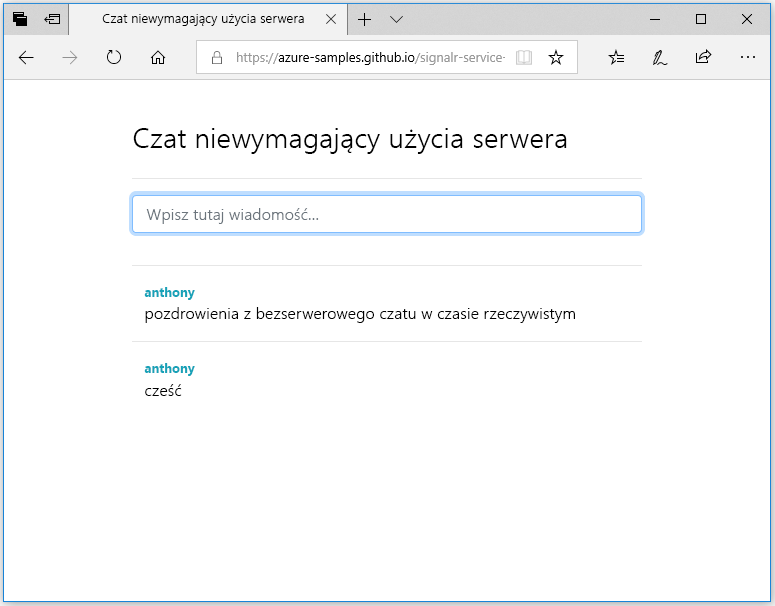 Czat niewymagający użycia serwera
https://azure-samples.github.io/signalr-service-
Czat niewymagający użycia serwera
Wpisz tutaj wiadomość...
anthony
pozdrowienia z bezserwerowego czatu w czasie rzeczywistym
anthony
cześć